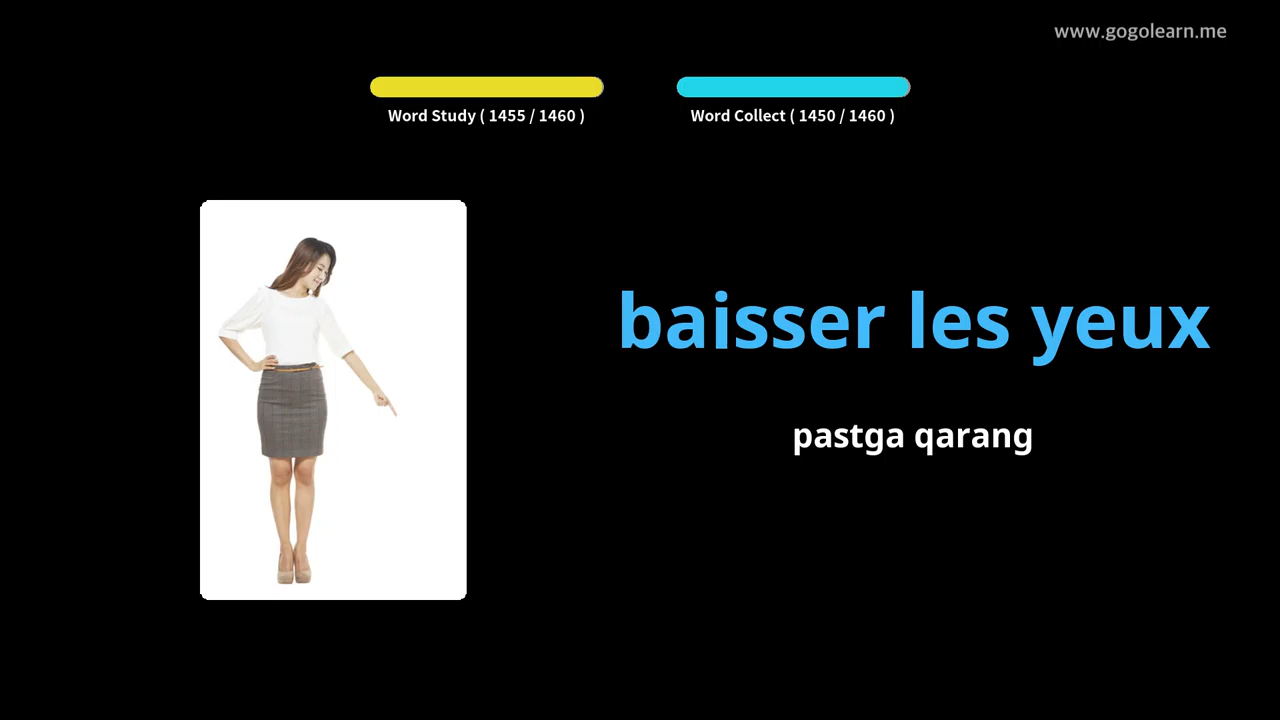 www.gogolearn.me
Word Study ( 1455 / 1460 )
Word Collect ( 1450 / 1460 )
baisser les yeux
pastga qarang